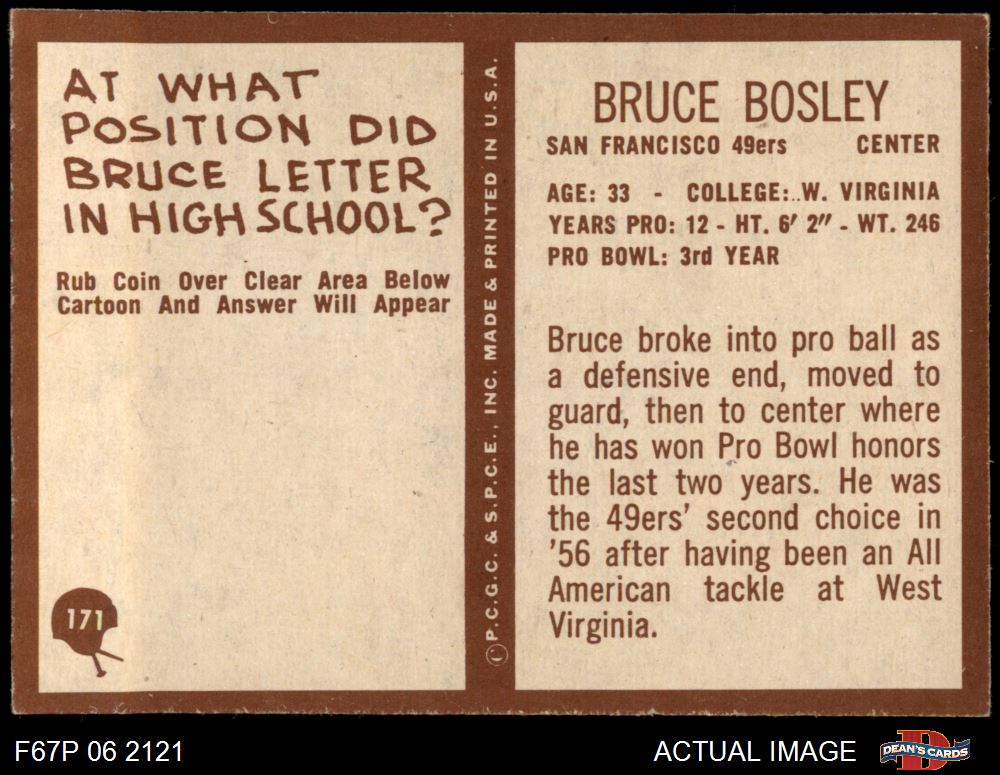 AT WHAT
POSITION DID
BRUCE LETTER
IN HIGH SCHOOL?
Rub Coin Over Clear Area Below
Cartoon And Answer Will Appear
171
©P.C.G.C. & S.P.C.E., INC. MADE & PRINTED IN U.S.A.
BRUCE BOSLEY
SAN FRANCISCO 49ers CENTER
AGE: 33 - COLLEGE:..W. VIRGINIA
YEARS PRO: 12 - HT. 6' 2" - WT. 246
PRO BOWL: 3rd YEAR
Bruce broke into pro ball as
a defensive end, moved to
guard, then to center where
he has won Pro Bowl honors
the last two years. He was
the 49ers' second choice in
'56 after having been an All
American tackle at West
Virginia.
F67P 06 2121
ACTUAL IMAGE
D
DEAN'S CARDS